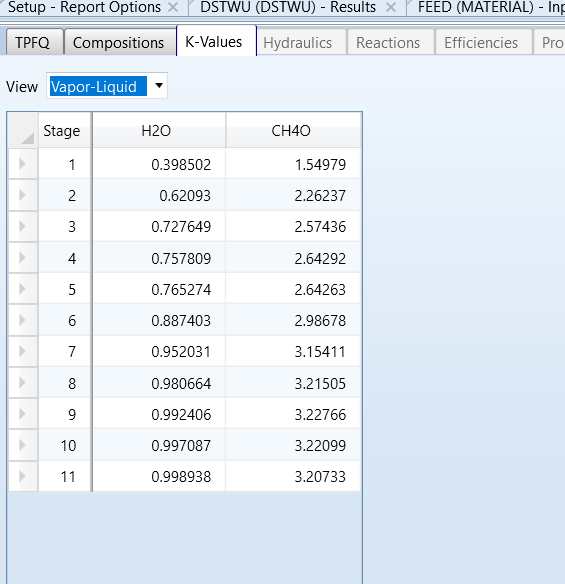 Setup - Report Options × DSTWU (DSTWU) - Results × FEED (MATERIAL) - Inp
TPFQ Compositions K-Values Hydraulics Reactions Efficiencies Pro
View Vapor-Liquid
Stage H2O CH4O
1 0.398502 1.54979
2 0.62093 2.26237
3 0.727649 2.57436
4 0.757809 2.64292
5 0.765274 2.64263
6 0.887403 2.98678
7 0.952031 3.15411
8 0.980664 3.21505
9 0.992406 3.22766
10 0.997087 3.22099
11 0.998938 3.20733